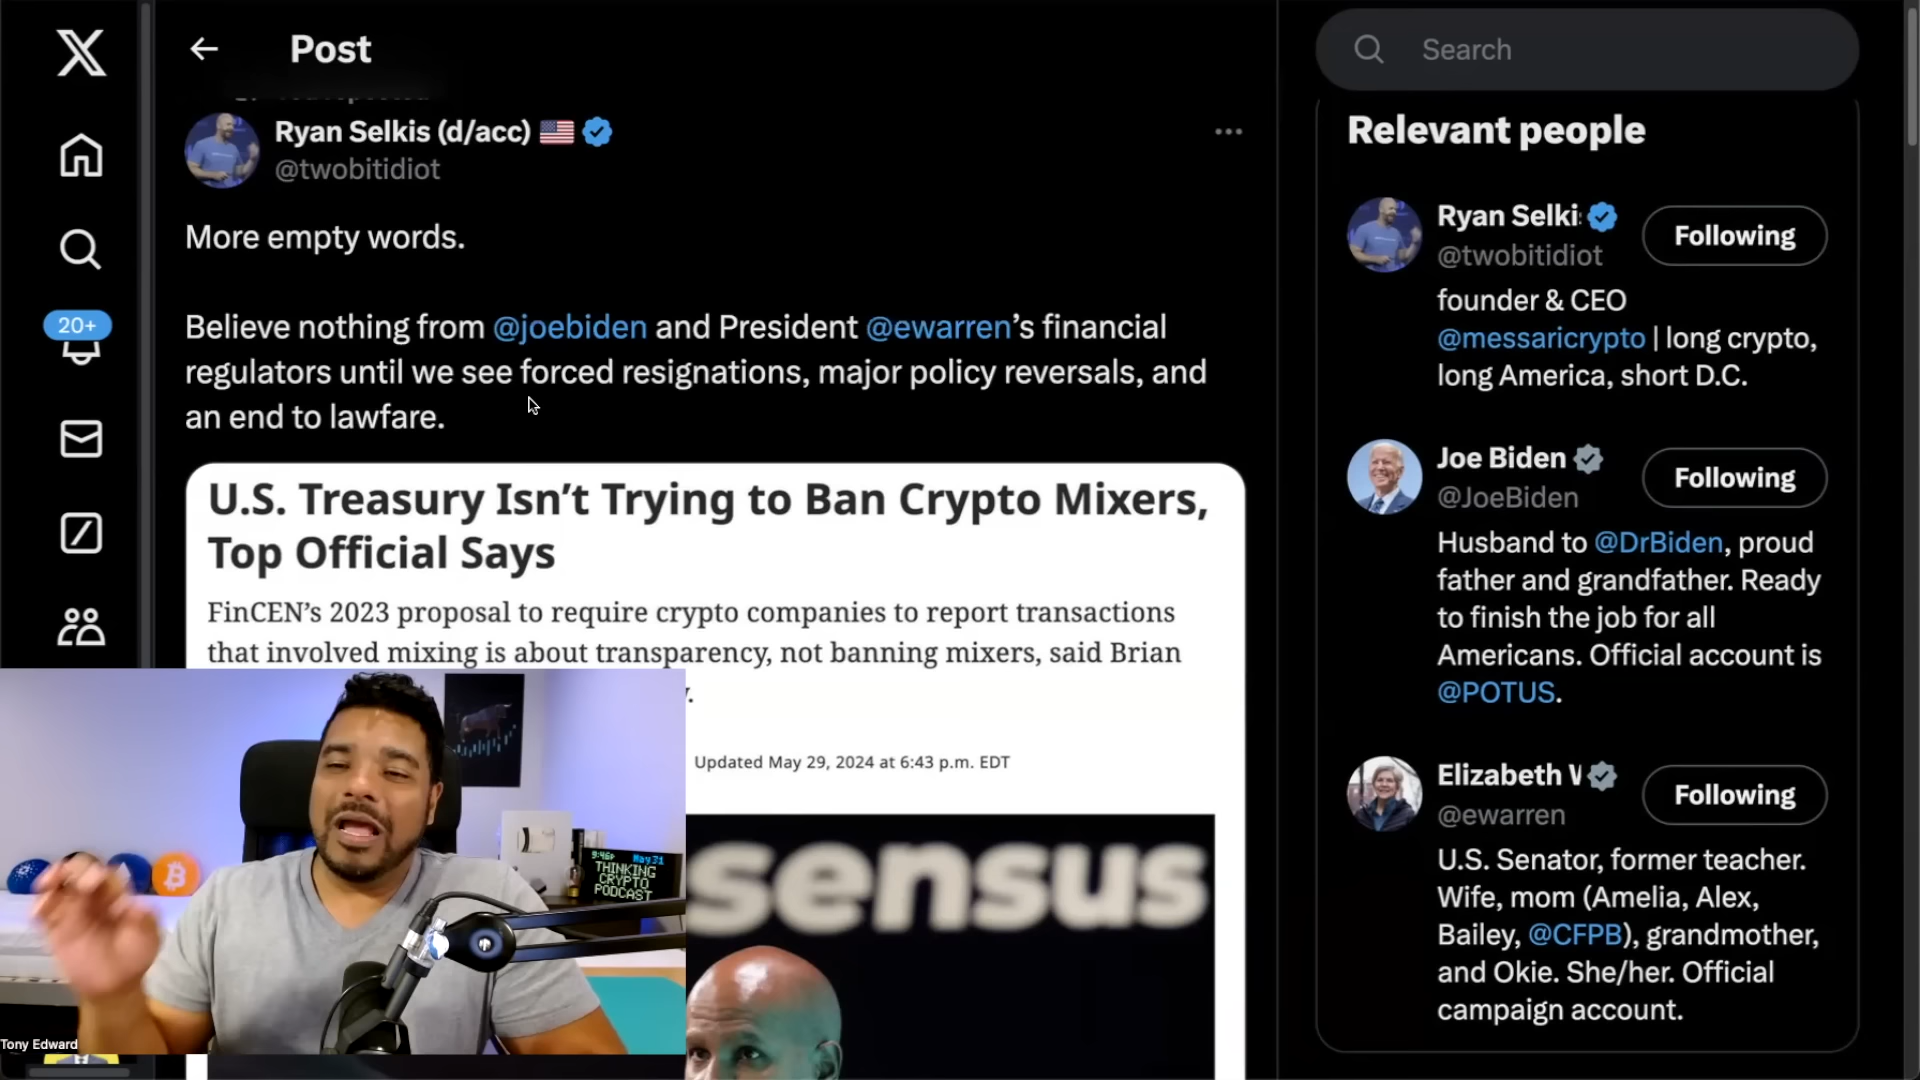 Post
Search
Ryan Selkis (d/acc)
@twobitidiot
More empty words.
Believe nothing from @joebiden and President @ewarren's financial
regulators until we see forced resignations, major policy reversals, and
an end to lawfare.
U.S. Treasury Isn't Trying to Ban Crypto Mixers,
Top Official Says
FinCEN's 2023 proposal to require crypto companies to report transactions
that involved mixing is about transparency, not banning mixers, said Brian
Updated May 29, 2024 at 6:43 p.m. EDT
sensus
20+
9:46P May31
THINKING
CRYPTO
PODCAST
Tony Edward
Relevant people
Ryan Selki
@twobitidiot
Following
founder & CEO
@messaricrypto | long crypto,
long America, short D.C.
Joe Biden
@JoeBiden
Following
Husband to @DrBiden, proud
father and grandfather. Ready
to finish the job for all
Americans. Official account is
@POTUS.
Elizabeth
@ewarren
Following
U.S. Senator, former teacher.
Wife, mom (Amelia, Alex,
Bailey, @CFPB), grandmother,
and Okie. She/her. Official
campaign account.